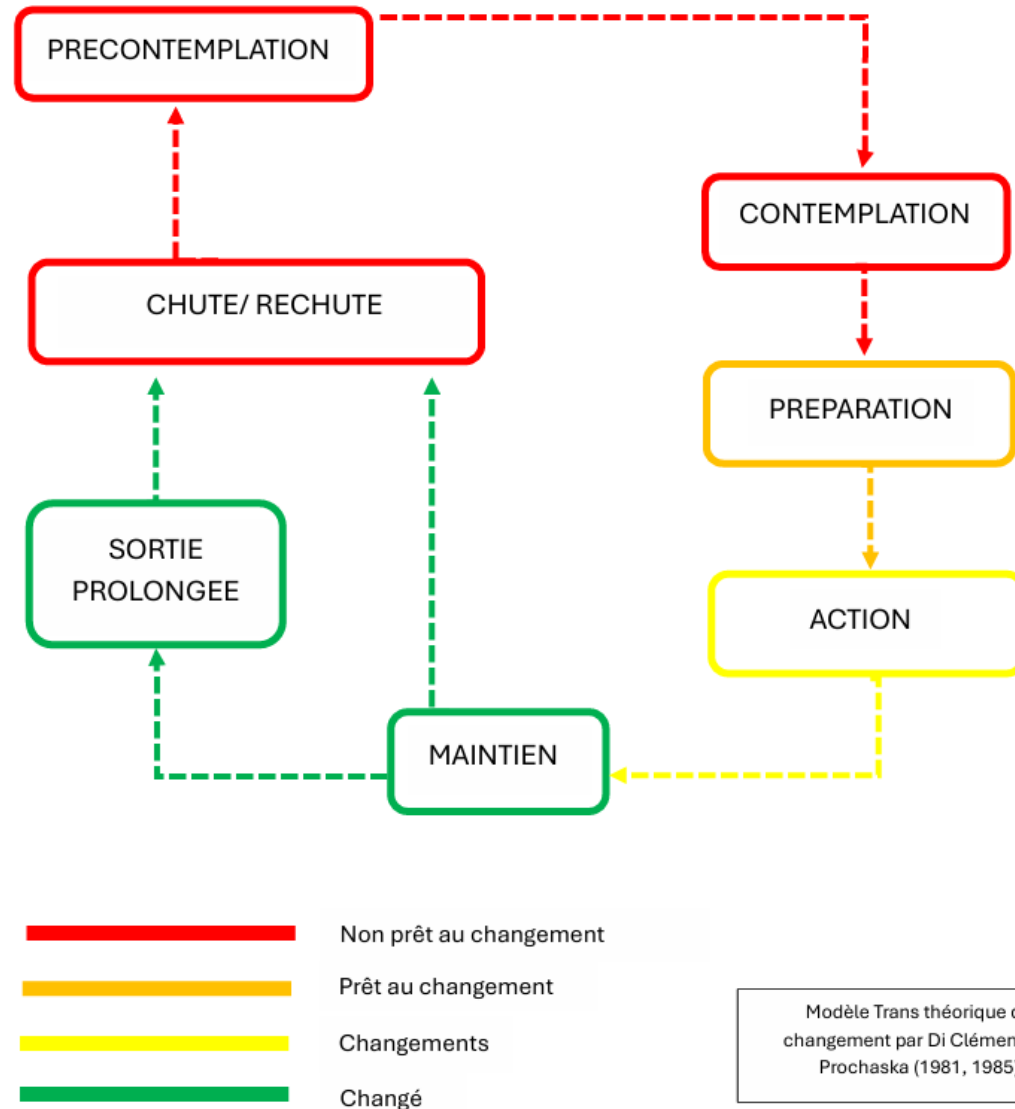 PRECONTEMPLATION
CONTEMPLATION
CHUTE/ RECHUTE
PREPARATION
SORTIE
PROLONGEE
ACTION
MAINTIEN
Non prêt au changement
Prêt au changement
Changements
Changé
Modèle Trans théorique
changement par Di
Prochaska (1981, 1985)